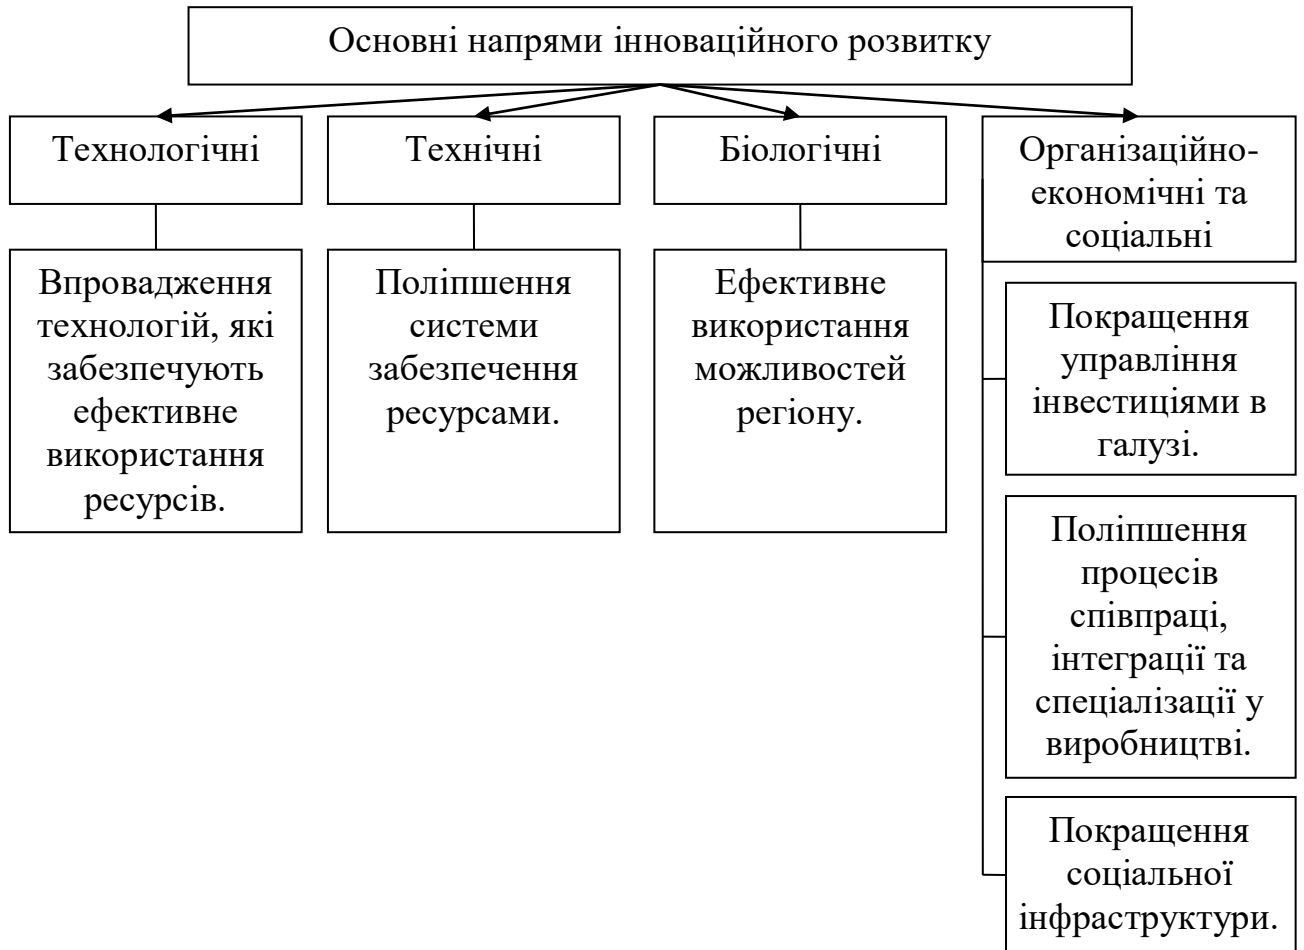 Основні напрями інноваційного розвитку
Технологічні
Технічні
Біологічні
Організаційно-
економічні та
соціальні
Впровадження
технологій, які
забезпечують
ефективне
використання
ресурсів.
Поліпшення
системи
забезпечення
ресурсами.
Ефективне
використання
можливостей
регіону.
Покращення
управління
інвестиціями в
галузі.
Поліпшення
процесів
співпраці,
інтеграції та
спеціалізації у
виробництві.
Покращення
соціальної
інфраструктури.